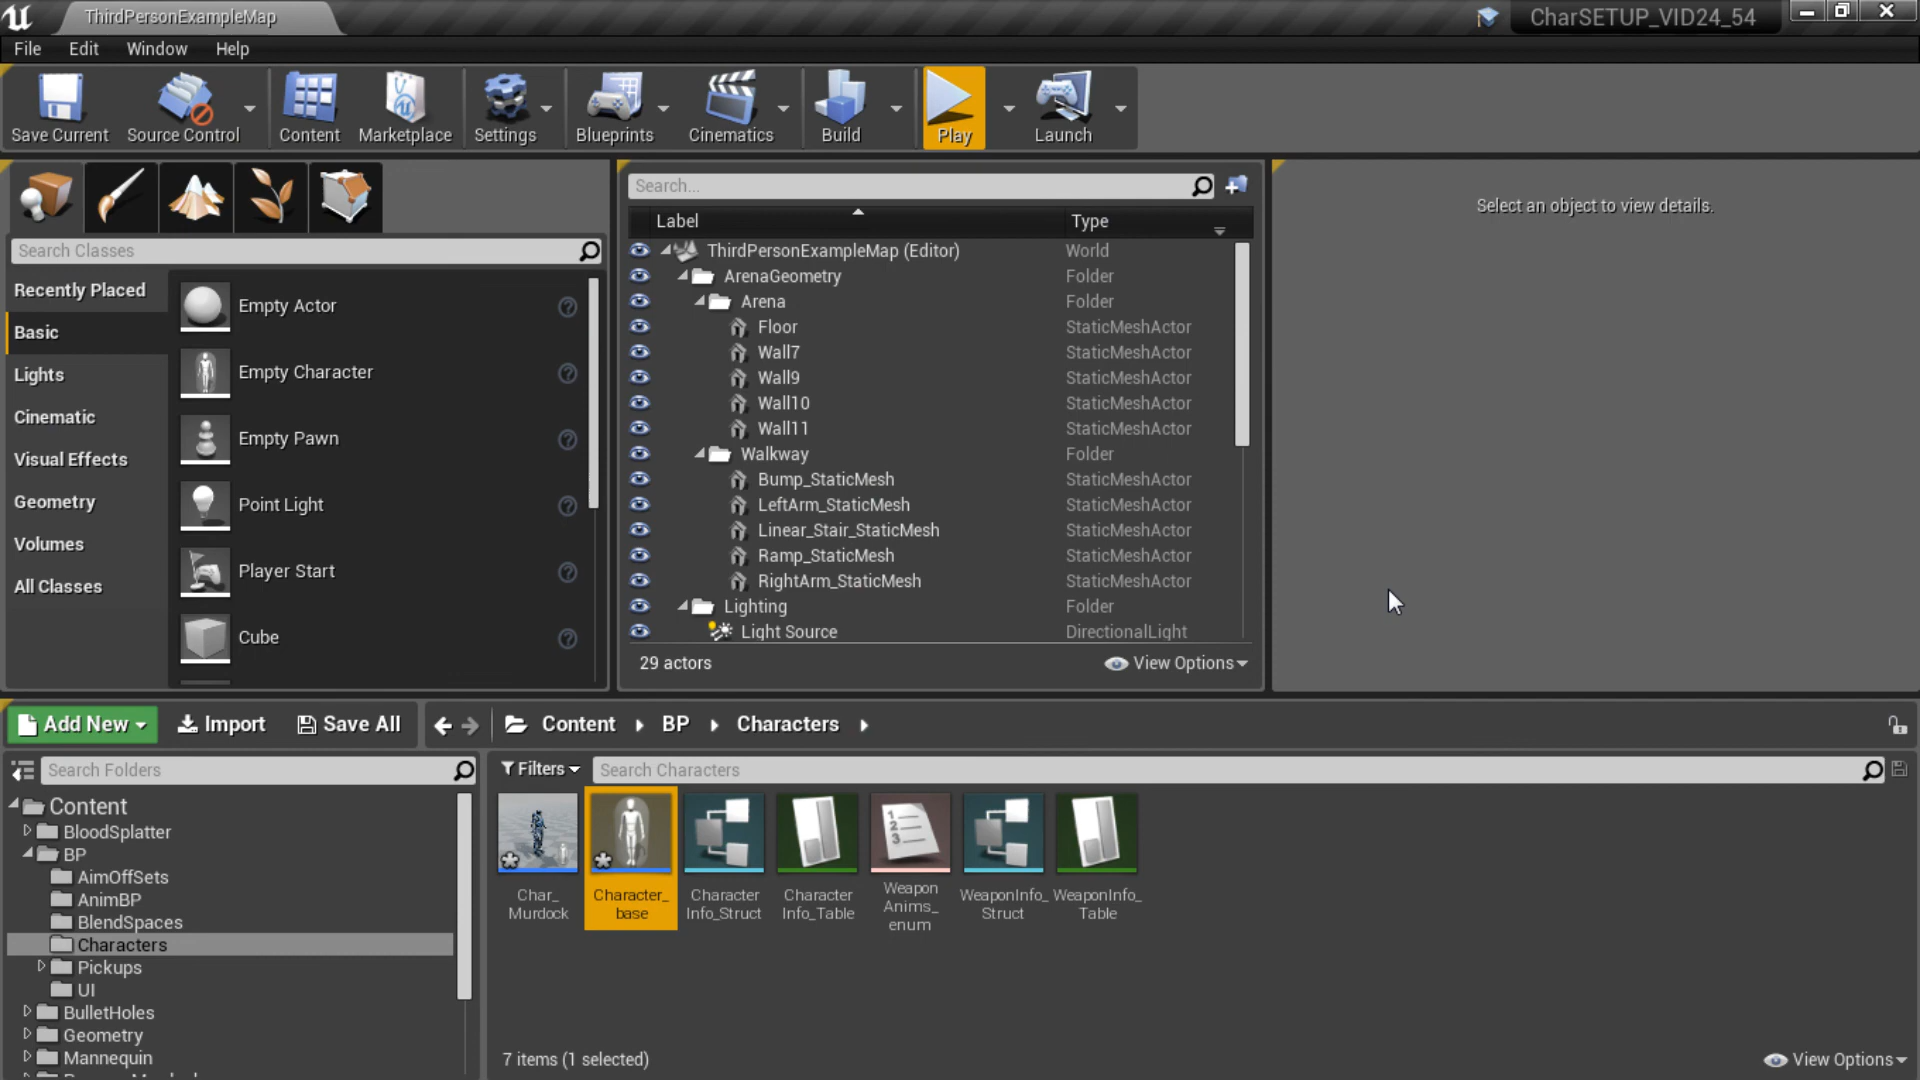 ThirdPersonExampleMap
CharSETUP_VID24_54
File Edit Window Help
Save Current Source Control Content Marketplace Settings Blueprints Cinematics Build Play Launch
Search Classes
Recently Placed
Basic
Lights
Cinematic
Visual Effects
Geometry
Volumes
All Classes
Empty Actor
Empty Character
Empty Pawn
Point Light
Player Start
Cube
Search...
Label Type
ThirdPersonExampleMap (Editor) World
ArenaGeometry Folder
Arena Folder
Floor StaticMeshActor
Wall7 StaticMeshActor
Wall9 StaticMeshActor
Wall10 StaticMeshActor
Wall11 StaticMeshActor
Walkway Folder
Bump_StaticMesh StaticMeshActor
LeftArm_StaticMesh StaticMeshActor
Linear_Stair_StaticMesh StaticMeshActor
Ramp_StaticMesh StaticMeshActor
RightArm_StaticMesh StaticMeshActor
Lighting Folder
Light Source DirectionalLight
29 actors View Options
Select an object to view details.
Add New Import Save All Content BP Characters
Search Folders
Content
BloodSplatter
BP
AimOffSets
AnimBP
BlendSpaces
Characters
Pickups
UI
BulletHoles
Geometry
Mannequin
Filters Search Characters
Char_
Murdock
Character_
base
Character
Info_Struct
Character
Info_Table
Weapon
Anims_
enum
WeaponInfo_
Struct
WeaponInfo_
Table
7 items (1 selected) View Options